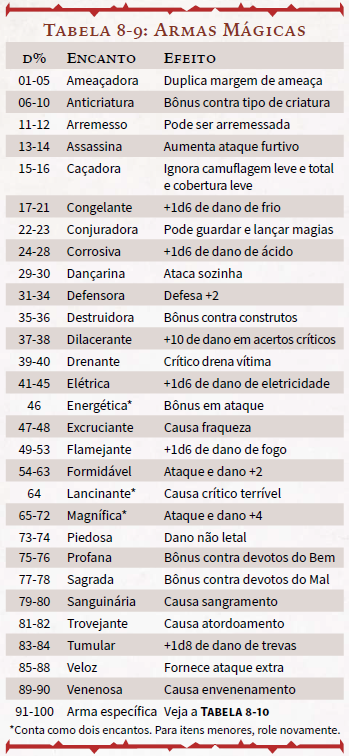 TABELA 8-9: ARMAS MÁGICAS
D% ENCANTO EFEITO
01-05 Ameaçadora Duplica margem de ameaça
06-10 Anticriatura Bônus contra tipo de criatura
11-12 Arremesso Pode ser arremessada
13-14 Assassina Aumenta ataque furtivo
15-16 Caçadora Ignora camuflagem leve e total
e cobertura leve
17-21 Congelante +1d6 de dano de frio
22-23 Conjuradora Pode guardar e lançar magias
24-28 Corrosiva +1d6 de dano de ácido
29-30 Dançarina Ataca sozinha
31-34 Defensora Defesa +2
35-36 Destruidora Bônus contra construtos
37-38 Dilacerante +10 de dano em acertos críticos
39-40 Drenante Crítico drena vítima
41-45 Elétrica +1d6 de dano de eletricidade
46 Energética* Bônus em ataque
47-48 Excruciante Causa fraqueza
49-53 Flamejante +1d6 de dano de fogo
54-63 Formidável Ataque e dano +2
64 Lancinante* Causa crítico terrível
65-72 Magnífica* Ataque e dano +4
73-74 Piedosa Dano não letal
75-76 Profana Bônus contra devotos do Bem
77-78 Sagrada Bônus contra devotos do Mal
79-80 Sanguinária Causa sangramento
81-82 Trovejante Causa atordoamento
83-84 Tumular +1d8 de dano de trevas
85-88 Veloz Fornece ataque extra
89-90 Venenosa Causa envenenamento
91-100 Arma específica Veja a TABELA 8-10
*Conta como dois encantos. Para itens menores, role novamente.